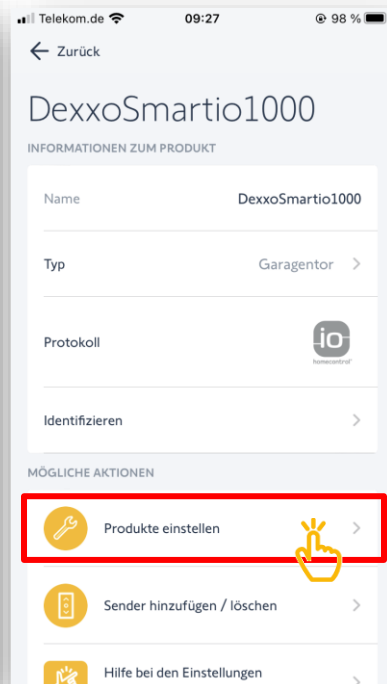 Telekom.de 09:27 98 %
Zurück
DexxoSmartio1000
INFORMATIONEN ZUM PRODUKT
Name DexxoSmartio1000
Typ Garagentor
Protokoll
io
homecontrol®
Identifizieren
MÖGLICHE AKTIONEN
Produkte einstellen
Sender hinzufügen / löschen
Hilfe bei den Einstellungen